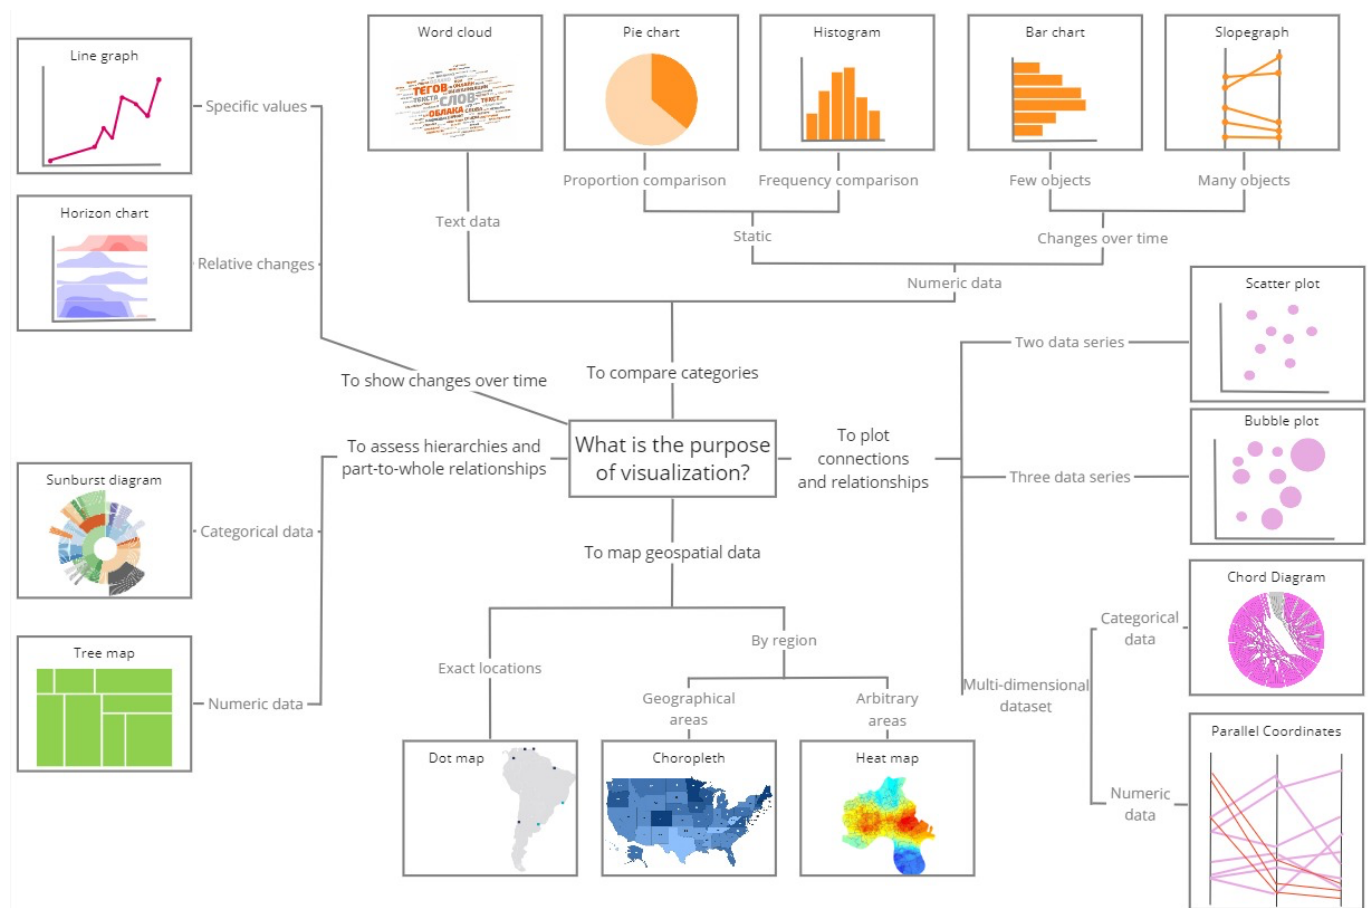 Line graph
Word cloud
Pie chart
Histogram
Bar chart
Slopegraph
ТЕГОВ
ТЕКСТА
СЛОВ
ТЕКСТ
ОБЛАКА
Specific values
Proportion comparison
Frequency comparison
Few objects
Many objects
Horizon chart
Text data
Static
Changes over time
Relative changes
Numeric data
Scatter plot
Two data series
To show changes over time
To compare categories
Bubble plot
To assess hierarchies and
part-to-whole relationships
What is the purpose
of visualization?
To plot
connections
and relationships
Three data series
Sunburst diagram
Categorical data
To map geospatial data
Chord Diagram
Categorical
data
By region
Tree map
Exact locations
Numeric data
Geographical
areas
Arbitrary
areas
Multi-dimensional
dataset
Parallel Coordinates
Dot map
Choropleth
Heat map
Numeric
data